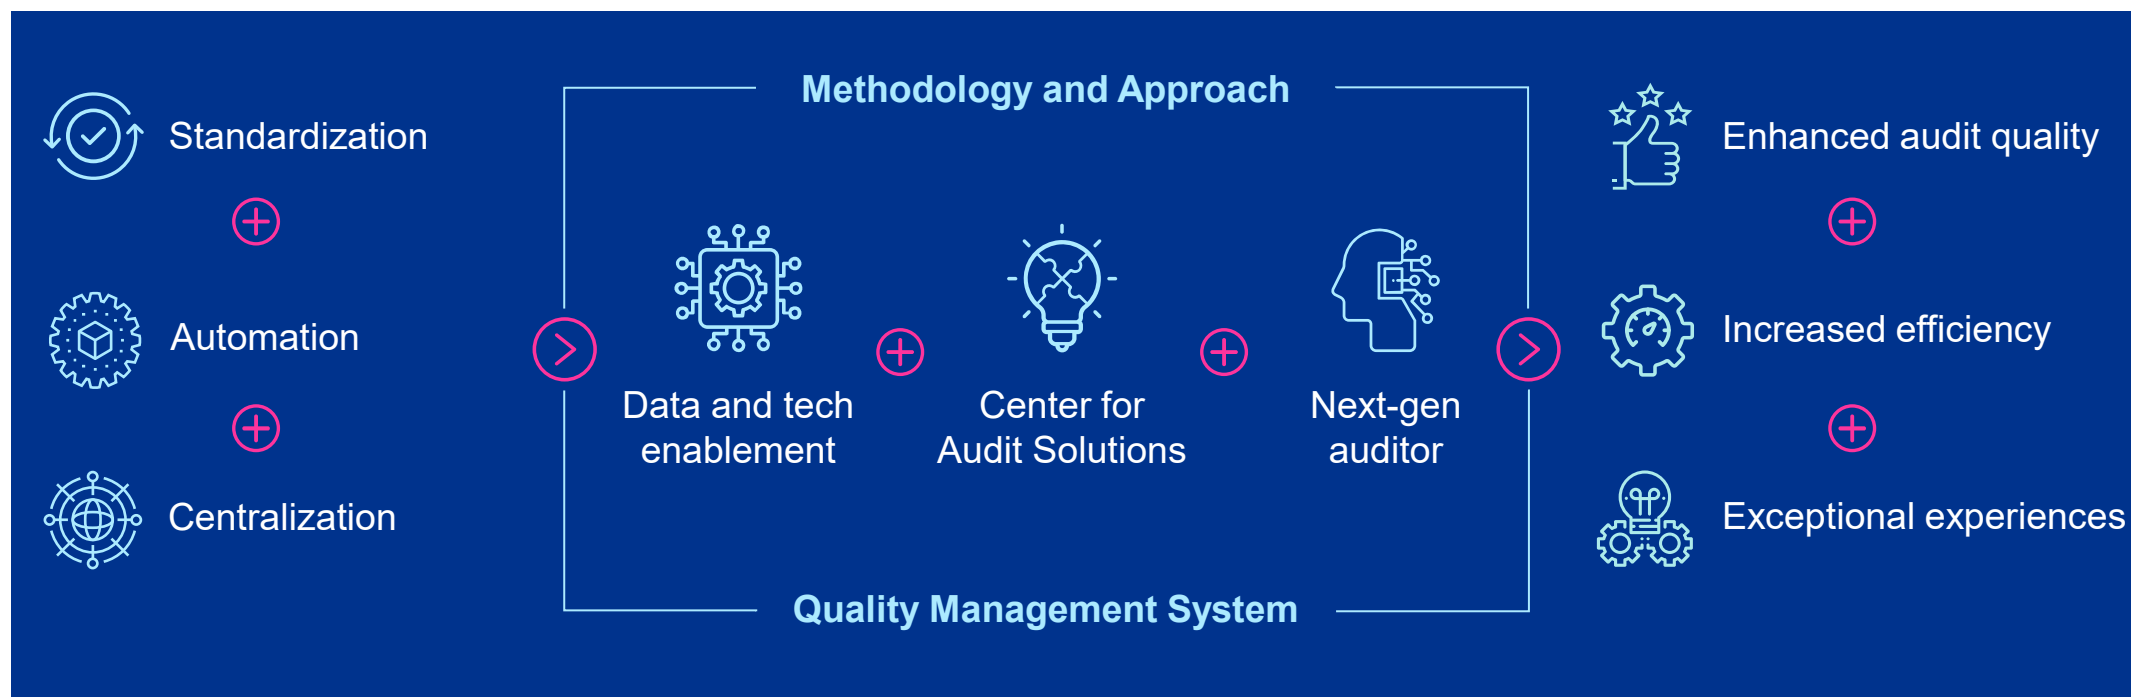 Standardization
Automation
Centralization
Methodology and Approach
Data and tech
enablement
Center for
Audit Solutions
Next-gen
auditor
Quality Management System
Enhanced audit quality
Increased efficiency
Exceptional experiences